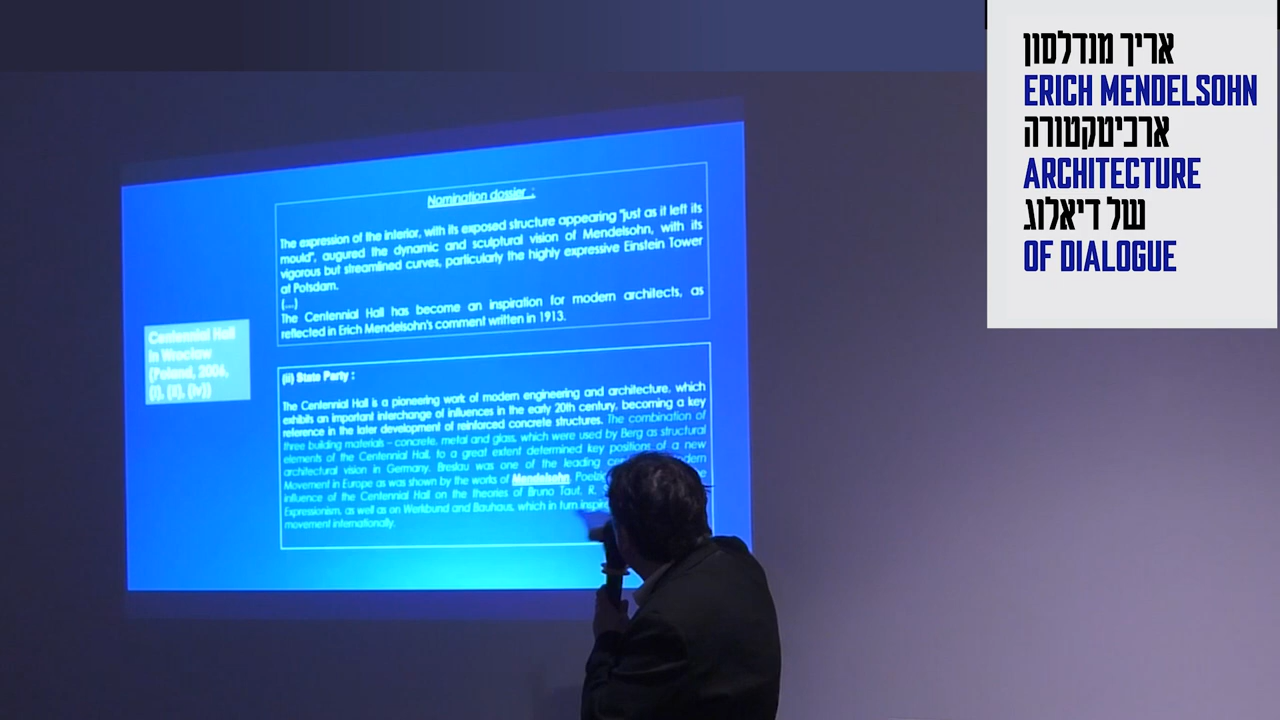 אריך מנדלסון
ERICH MENDELSOHN
ארכיטקטורה
ARCHITECTURE
של דיאלוג
OF DIALOGUE
Nomination dossier :
The expression of the interior, with its exposed structure appearing "just as it left its
mould", augured the dynamic and sculptural vision of Mendelsohn, with its
vigorous but streamlined curves, particularly the highly expressive Einstein Tower
at Potsdam.
(...)
The Centennial Hall has become an inspiration for modern architects, as
reflected in Erich Mendelsohn's comment written in 1913.
Centennial Hall
in Wroclaw
(Poland, 2006,
(i), (ii), (iv))
(ii) State Party :
The Centennial Hall is a pioneering work of modern engineering and architecture, which
exhibits an important interchange of influences in the early 20th century, becoming a key
reference in the later development of reinforced concrete structures. The combination of
three building materials – concrete, metal and glass, which were used by Berg as structural
elements of the Centennial Hall, to a great extent determined key positions of a new
architectural vision in Germany. Breslau was one of the leading
Movement in Europe as was shown by the works of Mendelsohn,
influence of the Centennial Hall on the theories of Bruno Taut, R.
Expressionism, as well as on Werkbund and Bauhaus, which in turn
movement internationally.